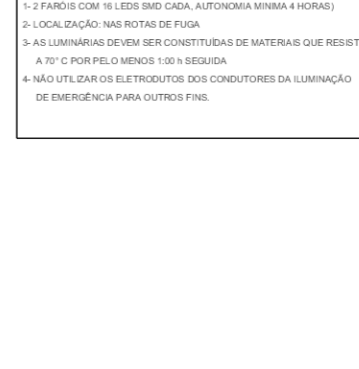 1- 2 FARÓIS COM 16 LEDS SMD CADA, AUTONOMIA MINIMA 4 HORAS)
2- LOCALIZAÇÃO: NAS ROTAS DE FUGA
3- AS LUMINÁRIAS DEVEM SER CONSTITUÍDAS DE MATERIAIS QUE RESIST
A 70° C POR PELO MENOS 1:00 h SEGUIDA
4- NÃO UTILIZAR OS ELETRODUTOS DOS CONDUTORES DA ILUMINAÇÃO
DE EMERGÊNCIA PARA OUTROS FINS.